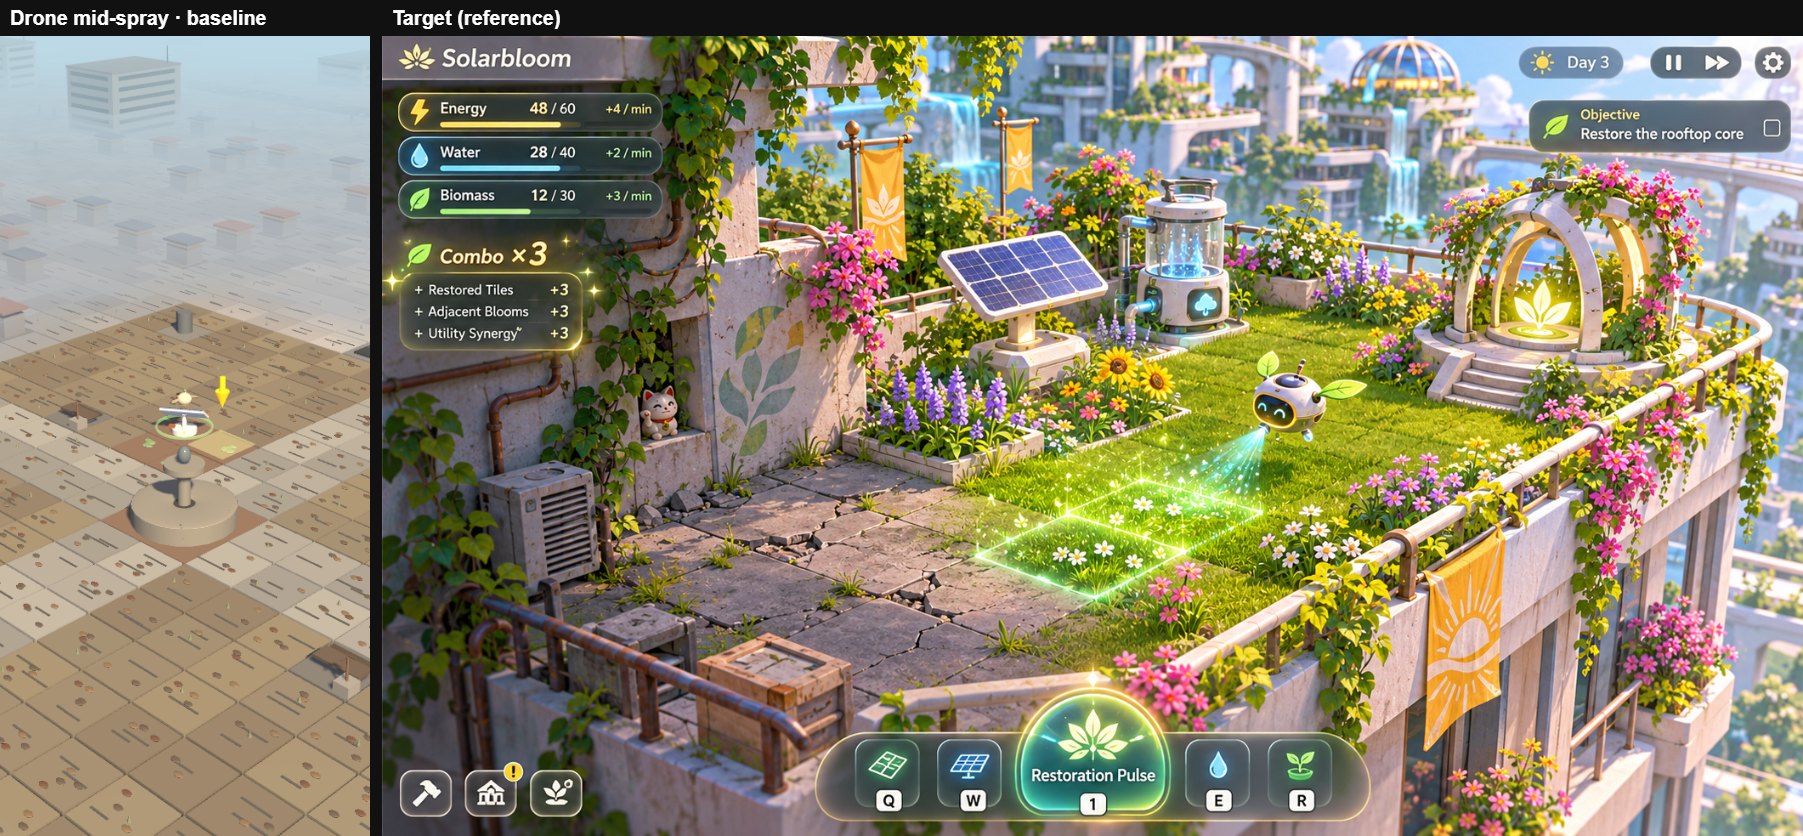 Drone mid-spray · baseline
Target (reference)
Solarbloom
Energy 48 / 60 +4 / min
Water 28 / 40 +2 / min
Biomass 12 / 30 +3 / min
Combo ×3
+ Restored Tiles +3
+ Adjacent Blooms +3
+ Utility Synergy +3
Day 3
Objective
Restore the rooftop core
!
Restoration Pulse
Q
W
1
E
R